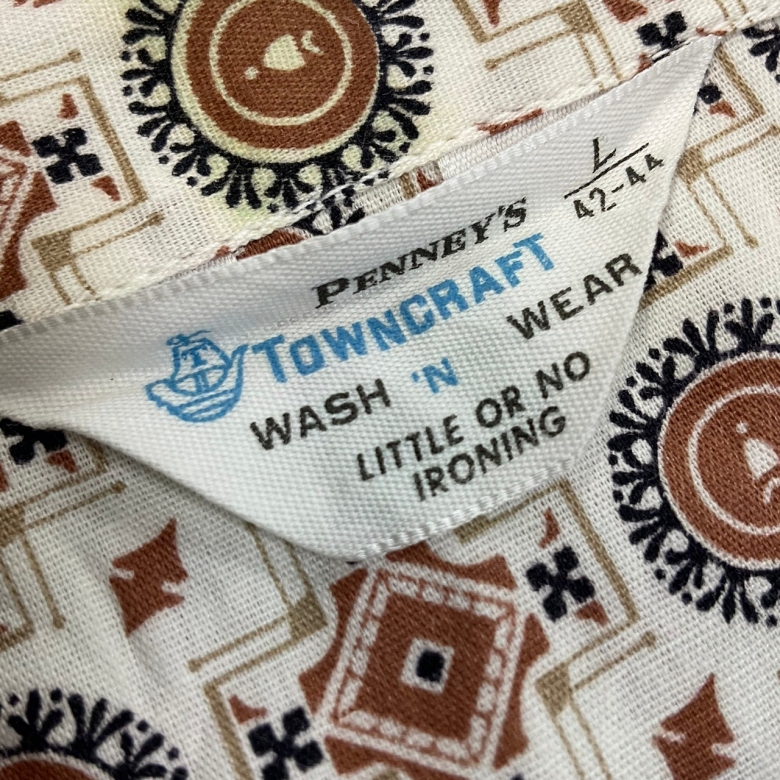 L
42-44
PENNEY'S
TOWNCRAFT
T
WASH 'N WEAR
LITTLE OR NO
IRONING